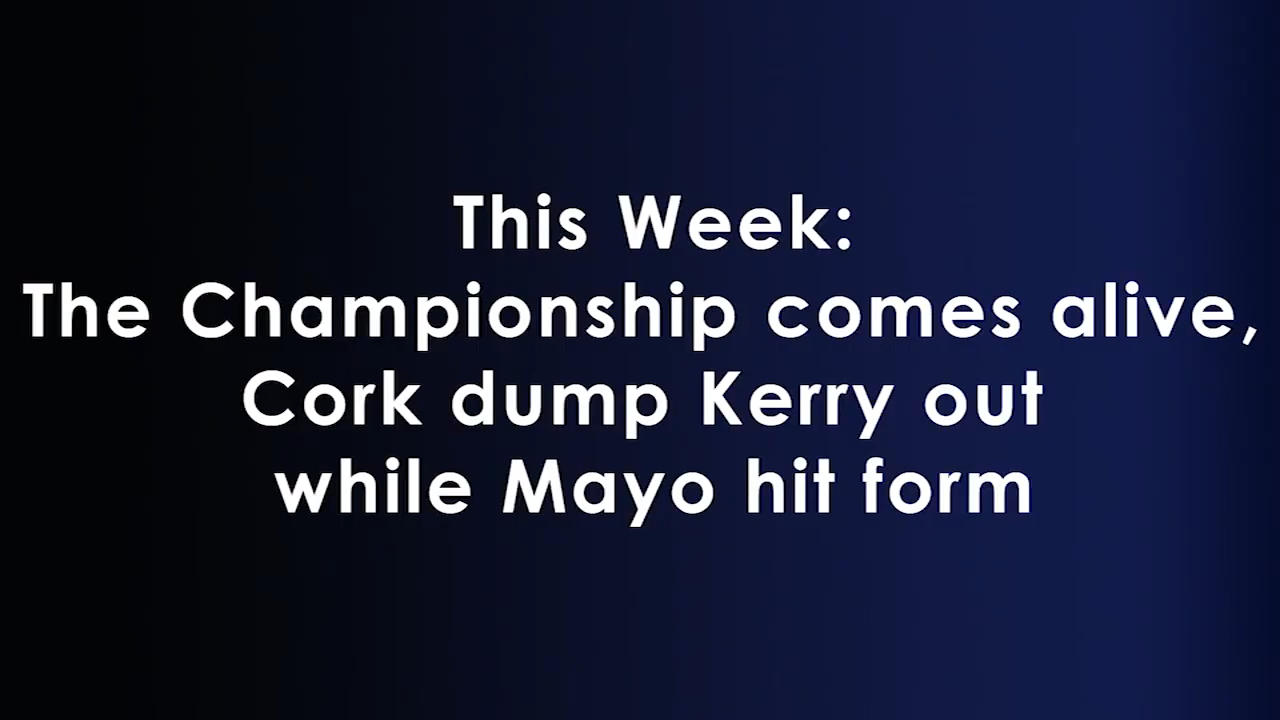 This Week:
The Championship comes alive,
Cork dump Kerry out
while Mayo hit form